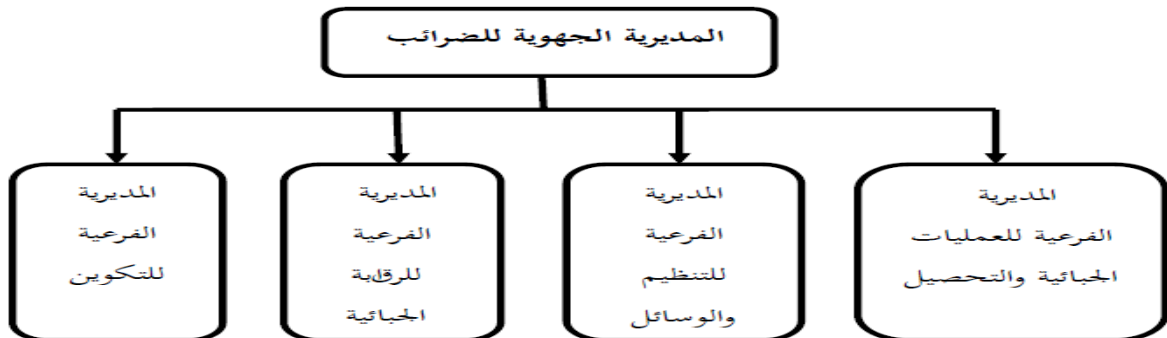 المديرية الجهوية للضرائب
المديرية
الفرعية للعمليات
الجبائية والتحصيل
المديرية
الفرعية
للتنظيم
والوسائل
المديرية
الفرعية
للرقابة
الجبائية
المديرية
الفرعية
للتكوين